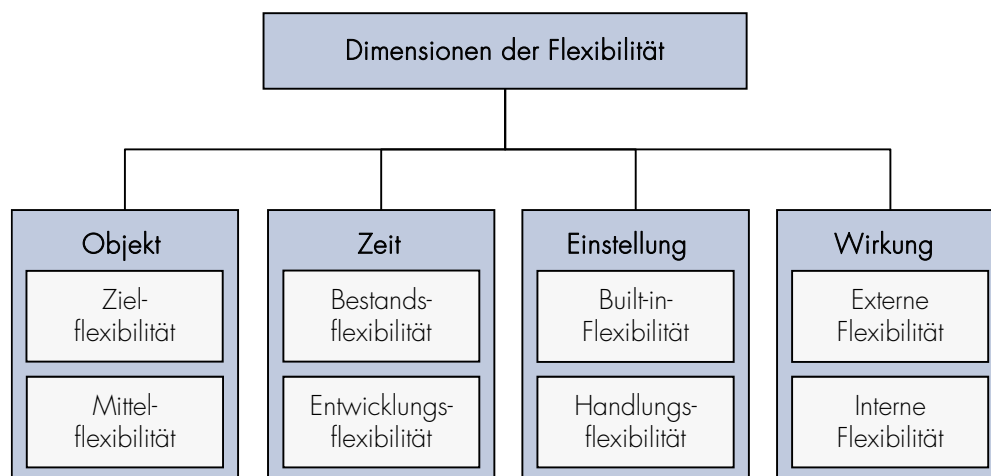 Dimensionen der Flexibilität
Objekt
Ziel-
flexibilität
Mittel-
flexibilität
Zeit
Bestands-
flexibilität
Entwicklungs-
flexibilität
Einstellung
Built-in-
Flexibilität
Handlungs-
flexibilität
Wirkung
Externe
Flexibilität
Interne
Flexibilität